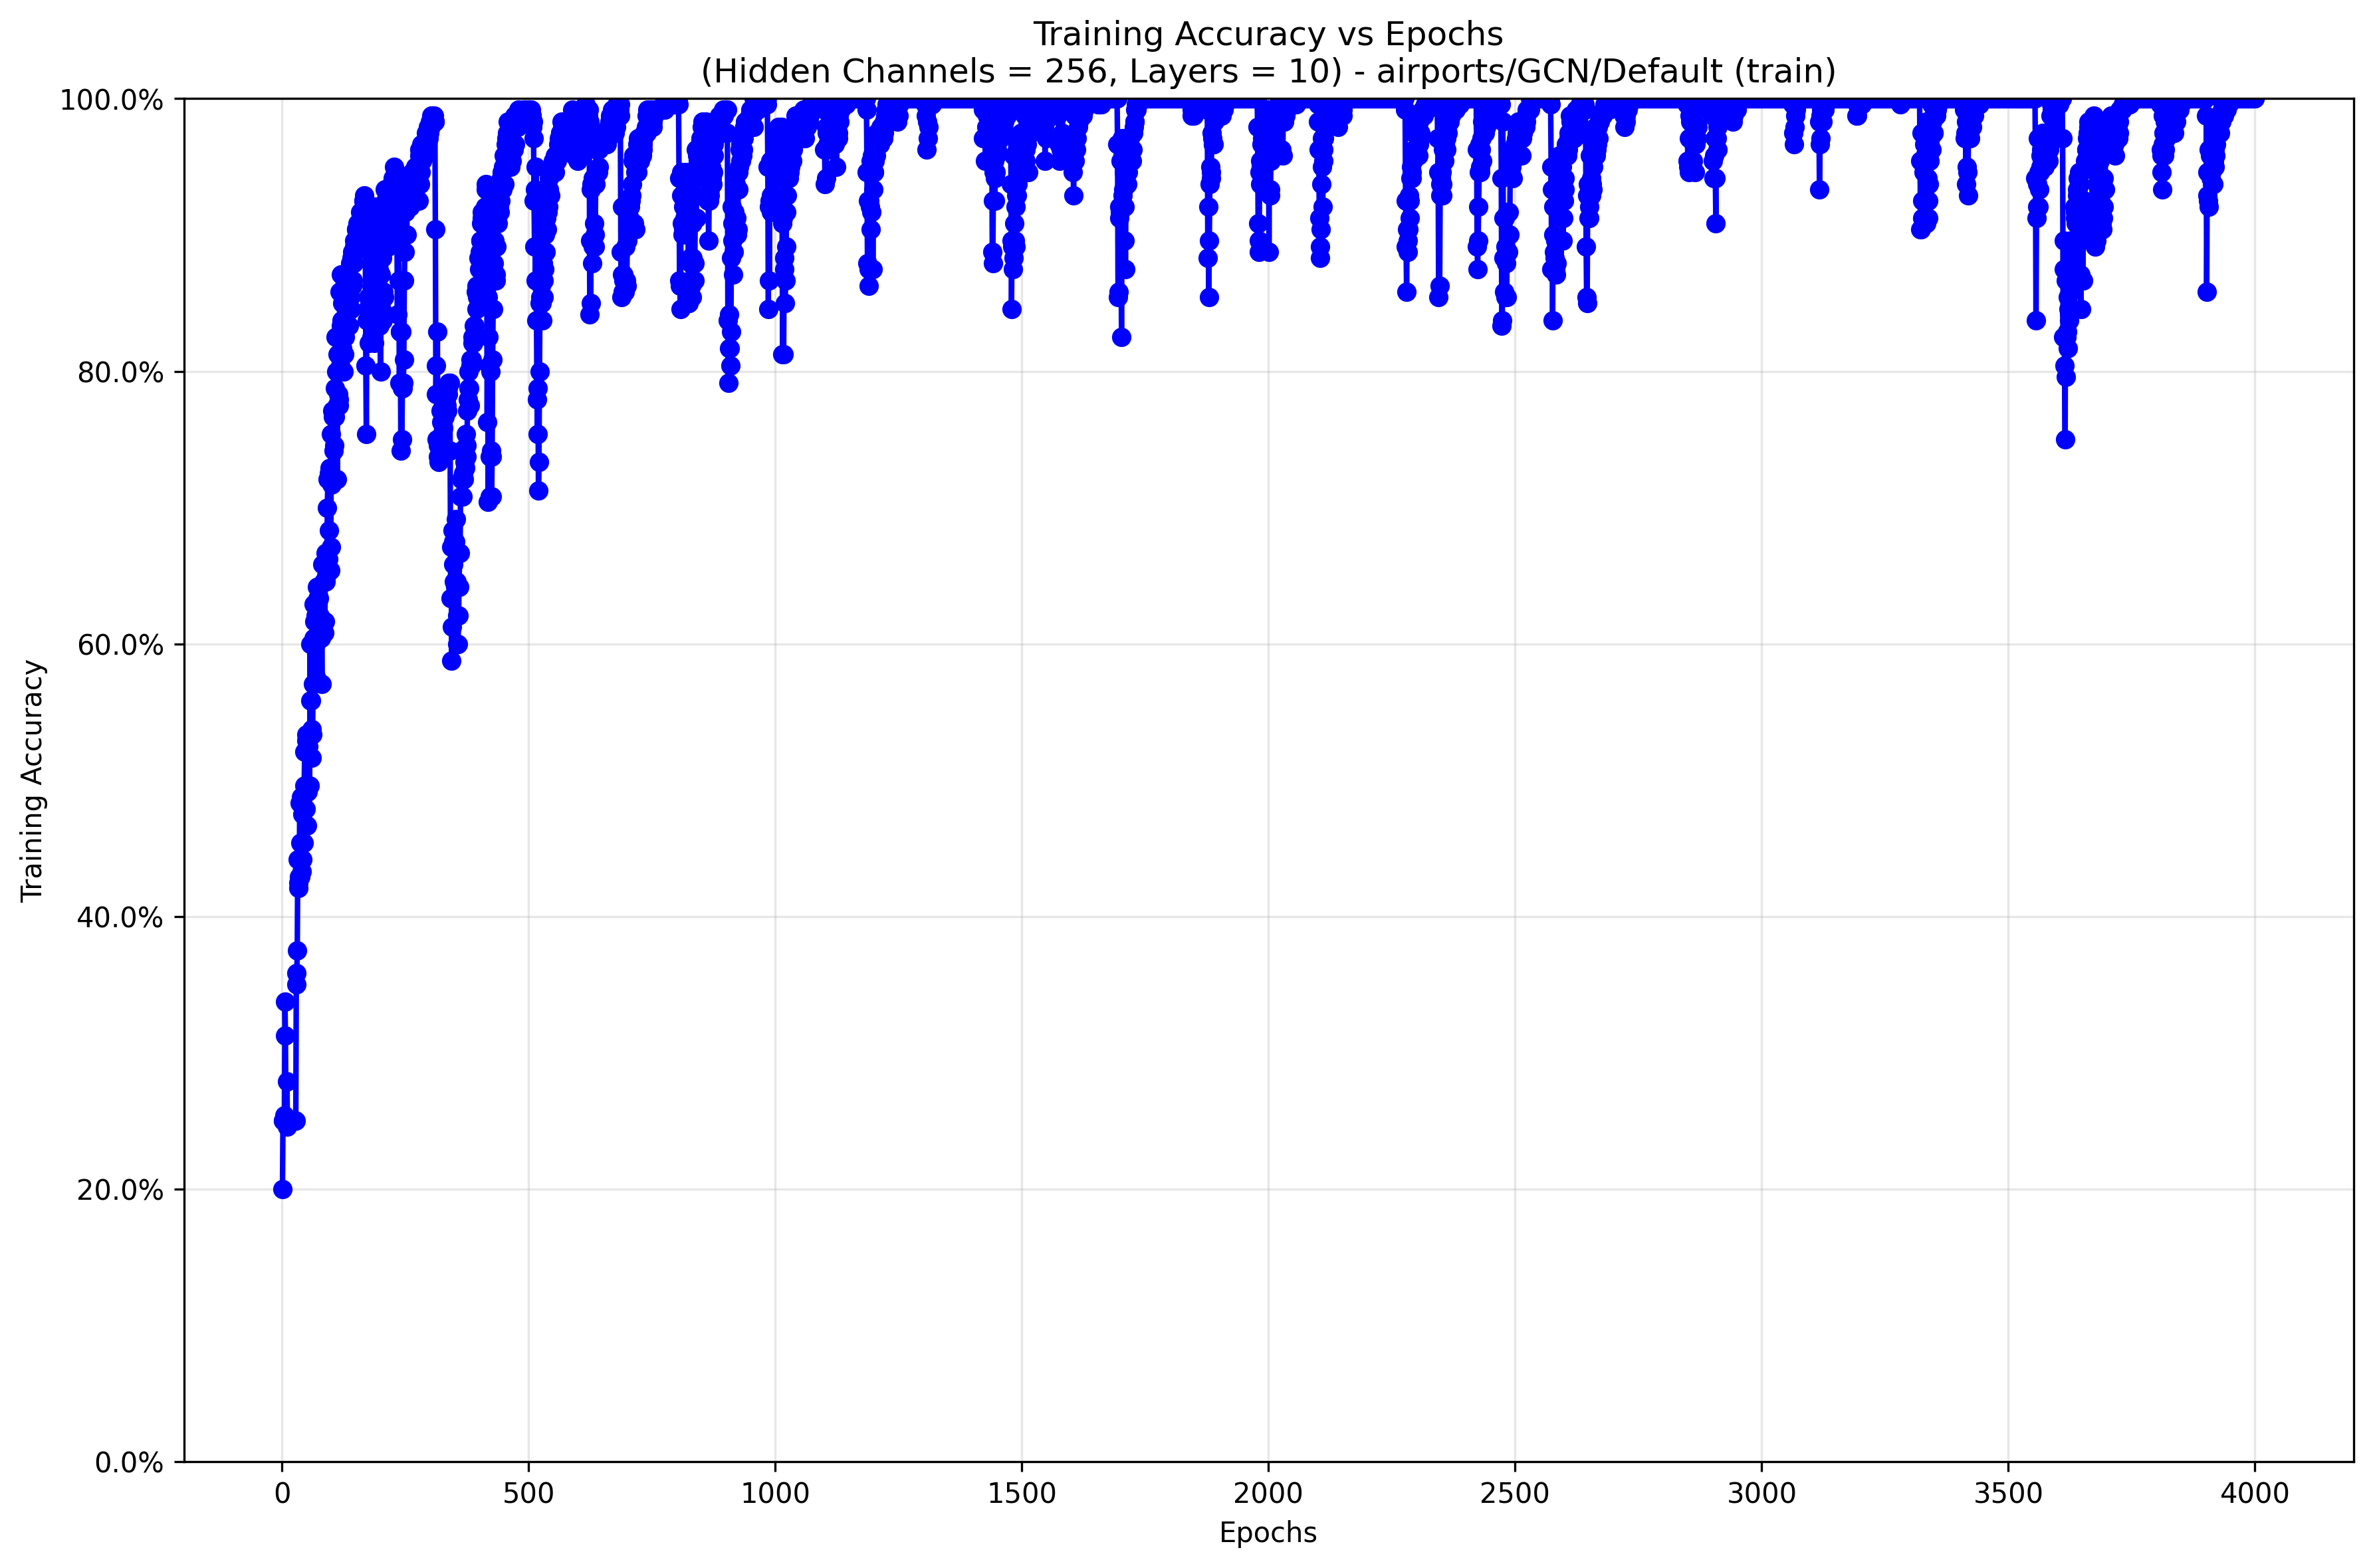 Training Accuracy vs Epochs
(Hidden Channels = 256, Layers = 10) - airports/GCN/Default (train)
100.0%
80.0%
60.0%
40.0%
20.0%
0.0%
Training Accuracy
0 500 1000 1500 2000 2500 3000 3500 4000
Epochs